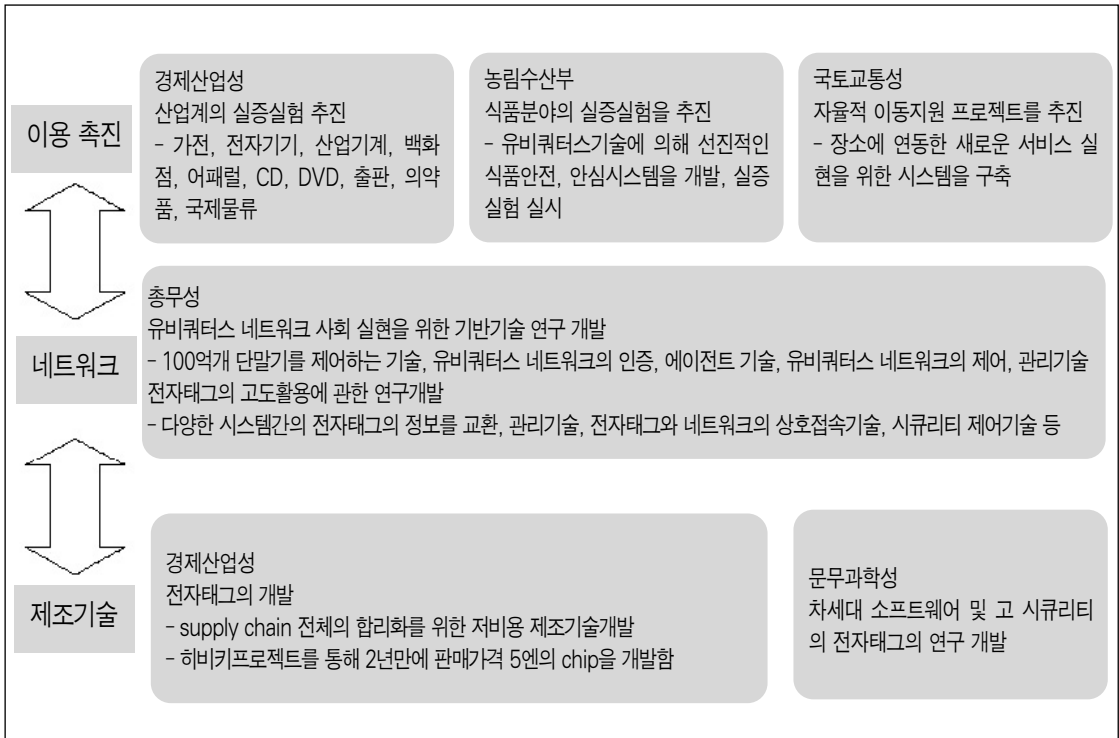 이용 촉진
경제산업성
산업계의 실증실험 추진
- 가전, 전자기기, 산업기계, 백화
점, 어패럴, CD, DVD, 출판, 의약
품, 국제물류
농림수산부
식품분야의 실증실험을 추진
- 유비쿼터스기술에 의해 선진적인
식품안전, 안심시스템을 개발, 실증
실험 실시
국토교통성
자율적 이동지원 프로젝트를 추진
- 장소에 연동한 새로운 서비스 실
현을 위한 시스템을 구축
네트워크
총무성
유비쿼터스 네트워크 사회 실현을 위한 기반기술 연구 개발
- 100억개 단말기를 제어하는 기술, 유비쿼터스 네트워크의 인증, 에이전트 기술, 유비쿼터스 네트워크의 제어, 관리기술
전자태그의 고도활용에 관한 연구개발
- 다양한 시스템간의 전자태그의 정보를 교환, 관리기술, 전자태그와 네트워크의 상호접속기술, 시큐리티 제어기술 등
제조기술
경제산업성
전자태그의 개발
- supply chain 전체의 합리화를 위한 저비용 제조기술개발
- 히비키프로젝트를 통해 2년만에 판매가격 5엔의 chip을 개발함
문무과학성
차세대 소프트웨어 및 고 시큐리티
의 전자태그의 연구 개발